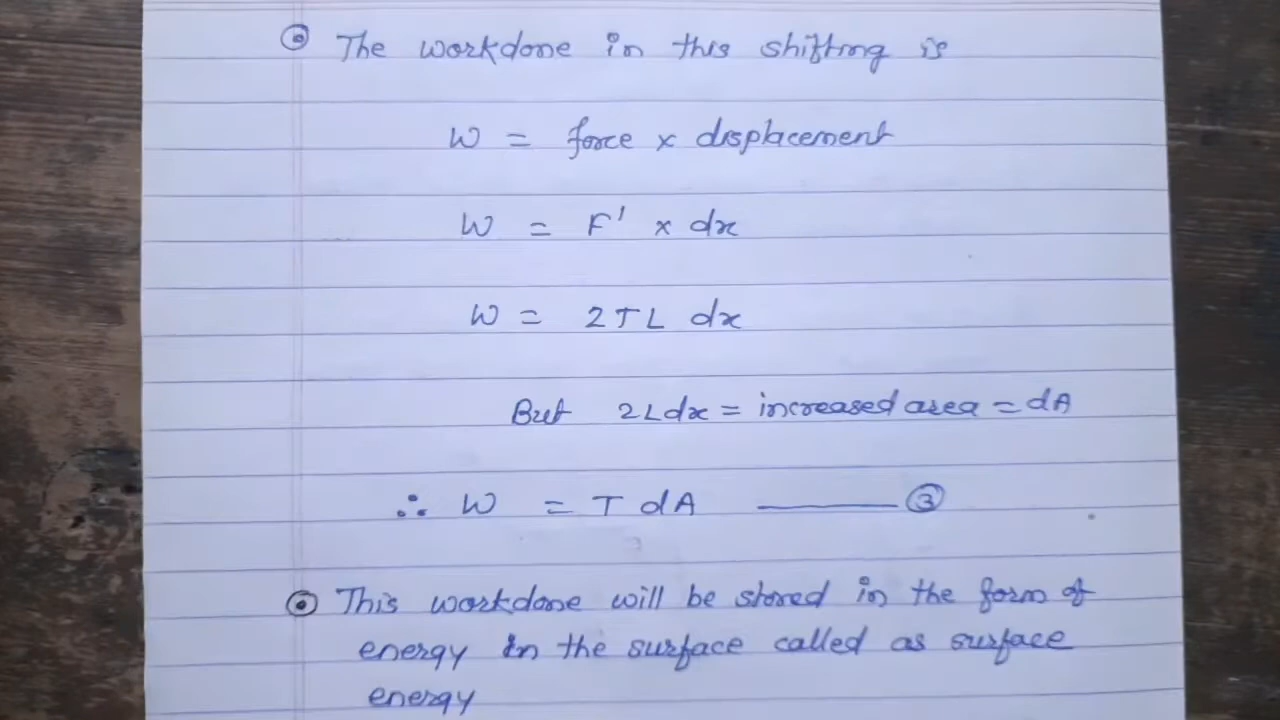 The workdone in this shifting is
W = force x displacement
W = F' x dx
W = 2TL dx
But 2Ldx = increased area = dA
∴ W = T dA ——— ③
This workdone will be stored in the form of
energy in the surface called as surface
energy